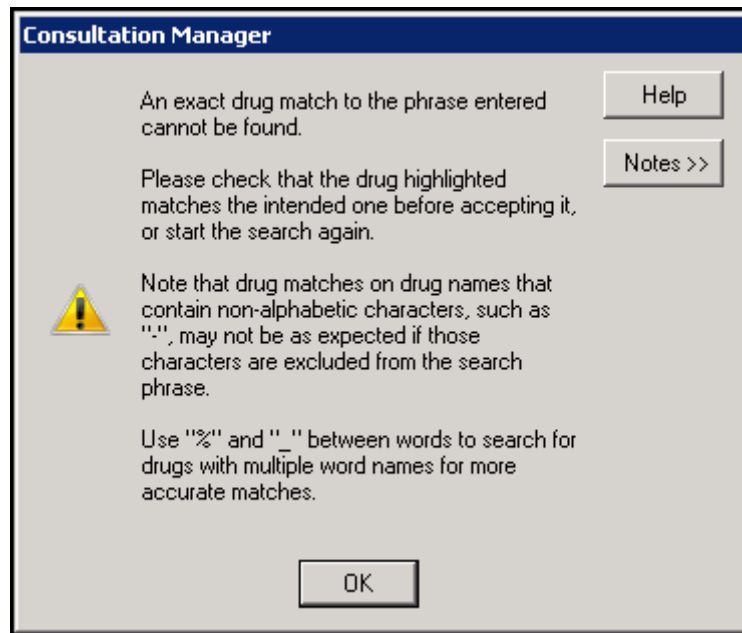 Consultation Manager
An exact drug match to the phrase entered
cannot be found.
Help
Please check that the drug highlighted
matches the intended one before accepting it,
or start the search again.
Notes >>
Note that drug matches on drug names that
contain non-alphabetic characters, such as
"-", may not be as expected if those
characters are excluded from the search
phrase.
Use "%" and "_" between words to search for
drugs with multiple word names for more
accurate matches.
OK